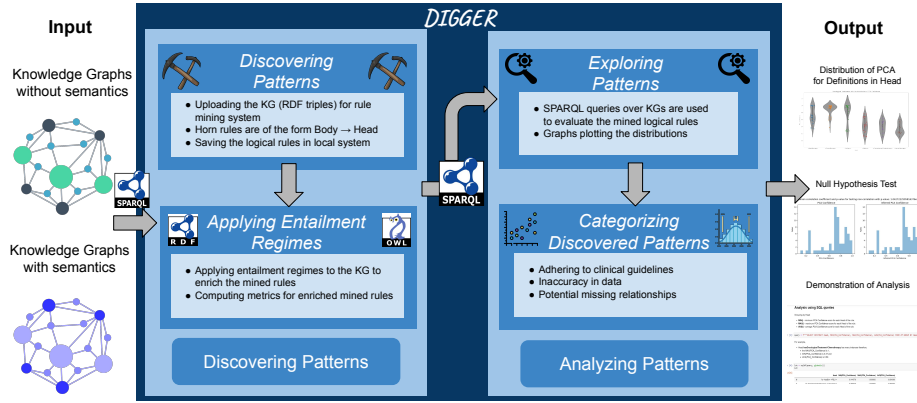 DIGGER
Input
Knowledge Graphs
without semantics
SPARQL
Knowledge Graphs
with semantics
Discovering
Patterns
● Uploading the KG (RDF triples) for rule
mining system
● Horn rules are of the form Body → Head
● Saving the logical rules in local system
RDF
Applying Entailment
Regimes
OWL
● Applying entailment regimes to the KG to
enrich the mined rules
● Computing metrics for enriched mined rules
Discovering Patterns
SPARQL
Exploring
Patterns
● SPARQL queries over KGs are used
to evaluate the mined logical rules
● Graphs plotting the distributions
Categorizing
Discovered Patterns
● Adhering to clinical guidelines
● Inaccuracy in data
● Potential missing relationships
Analyzing Patterns
Output
Distribution of PCA
for Definitions in Head
Null Hypothesis Test
Demonstration of Analysis
Analysis using SQL queries